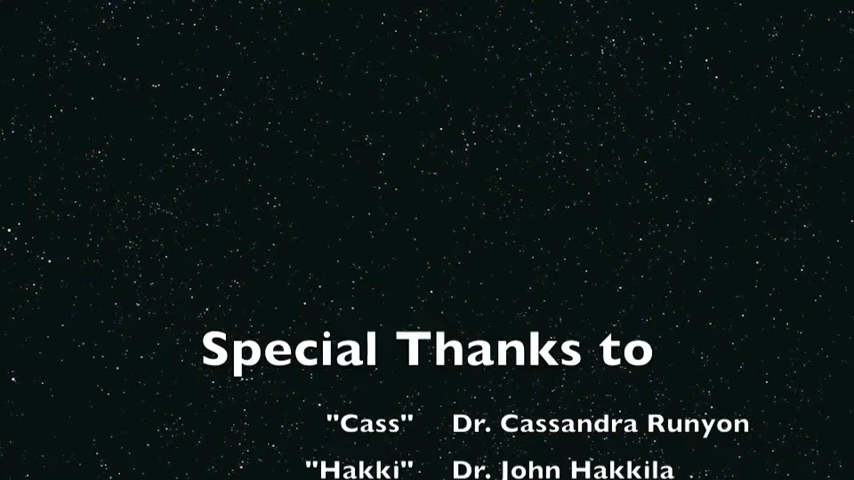 Special Thanks to
"Cass" Dr. Cassandra Runyon
"Hakki" Dr. John Hakkila